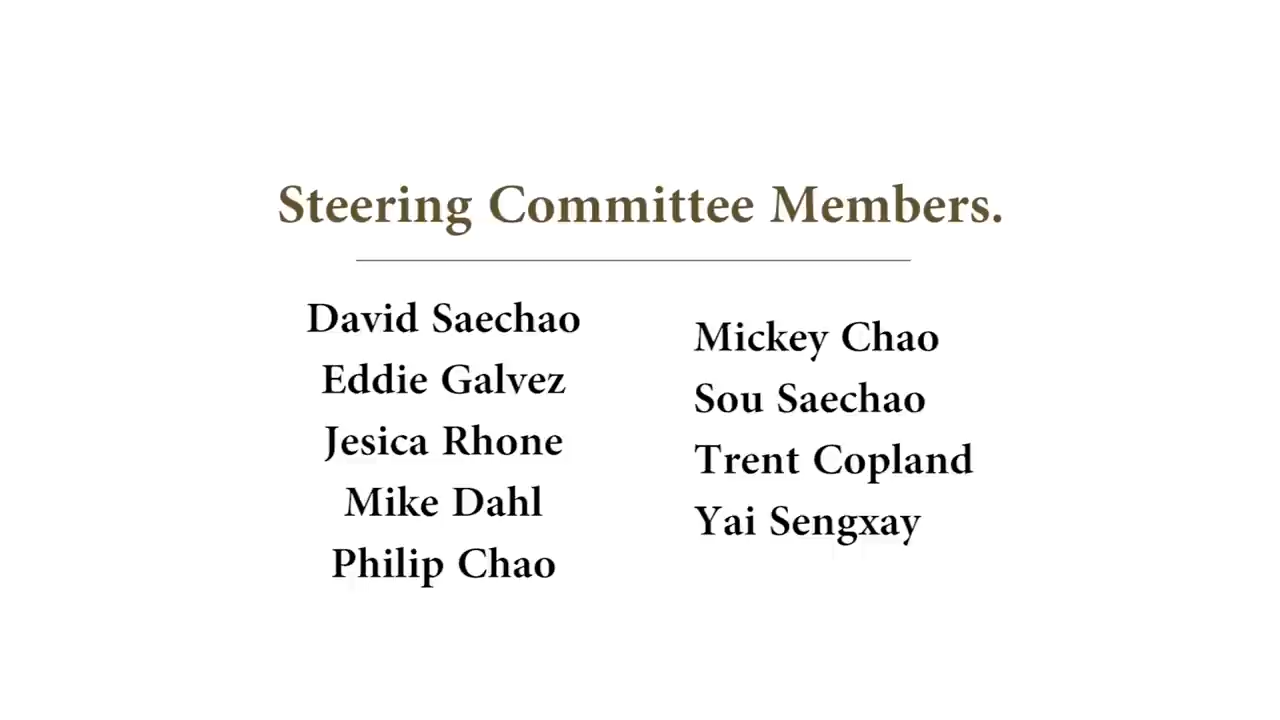 Steering Committee Members.
David Saechao
Eddie Galvez
Jesica Rhone
Mike Dahl
Philip Chao
Mickey Chao
Sou Saechao
Trent Copland
Yai Sengxay